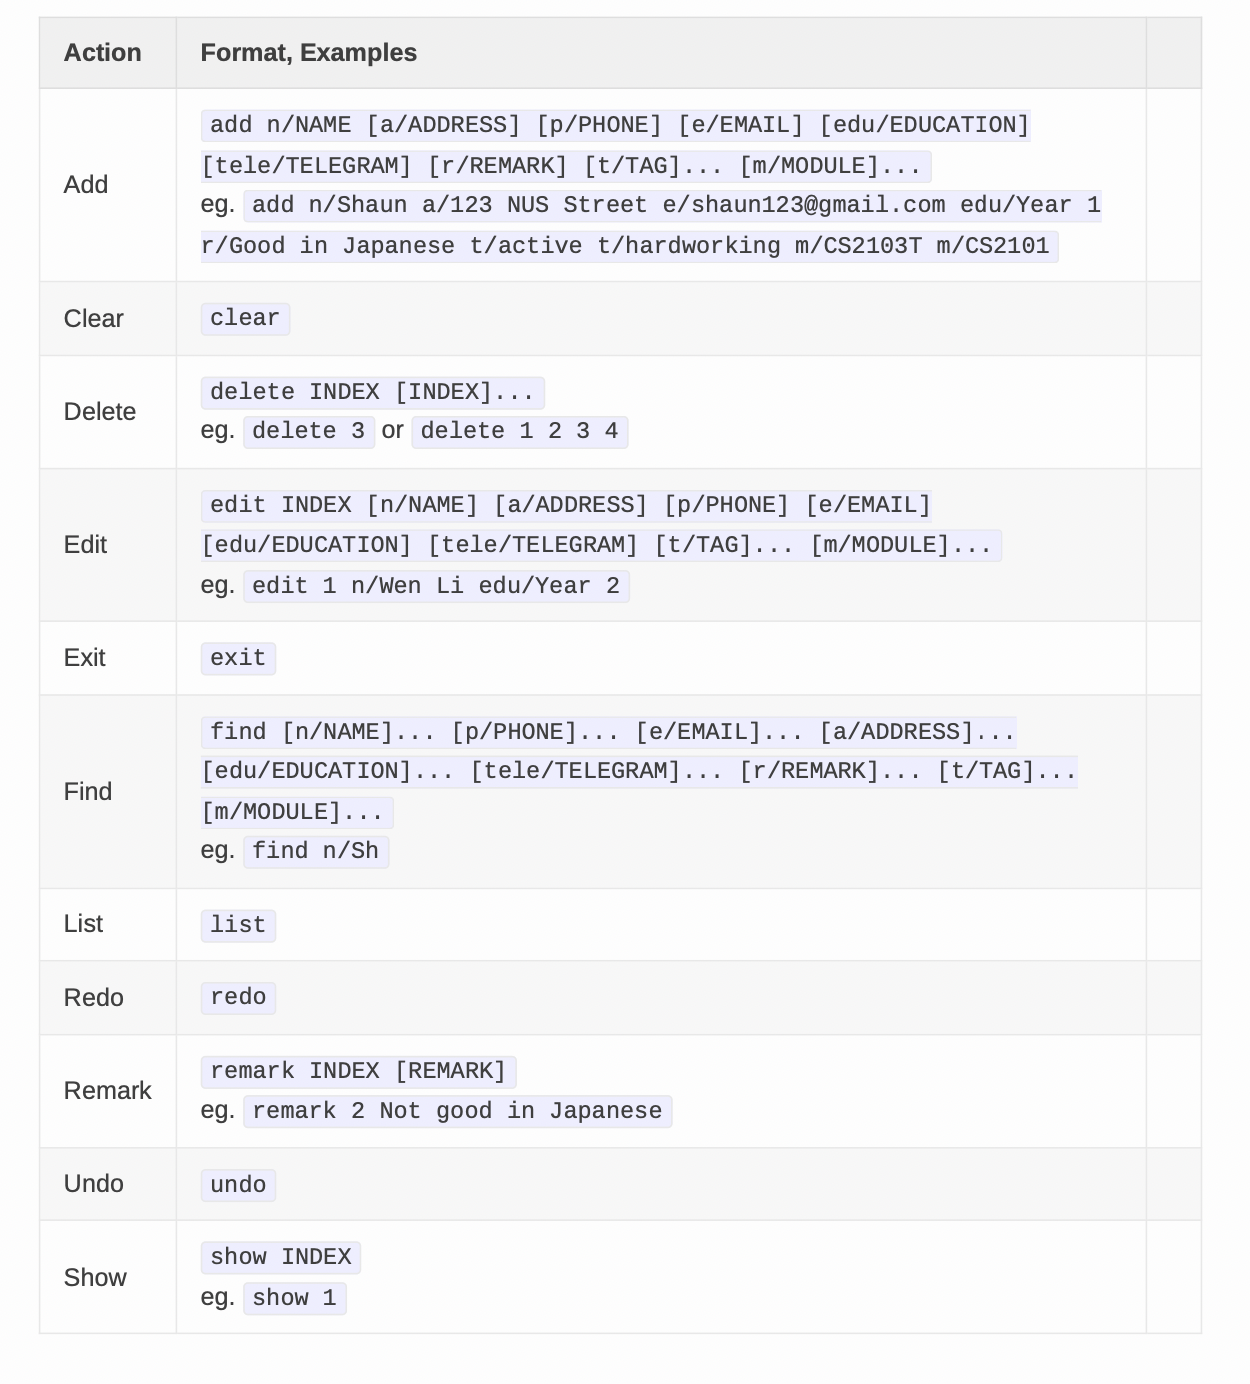 Action Format, Examples
Add
add n/NAME [a/ADDRESS] [p/PHONE] [e/EMAIL] [edu/EDUCATION]
[tele/TELEGRAM] [r/REMARK] [t/TAG]... [m/MODULE]...
eg. add n/Shaun a/123 NUS Street e/shaun123@gmail.com edu/Year 1
r/Good in Japanese t/active t/hardworking m/CS2103T m/CS2101
Clear clear
Delete
delete INDEX [INDEX]...
eg. delete 3 or delete 1 2 3 4
Edit
edit INDEX [n/NAME] [a/ADDRESS] [p/PHONE] [e/EMAIL]
[edu/EDUCATION] [tele/TELEGRAM] [t/TAG]... [m/MODULE]...
eg. edit 1 n/Wen Li edu/Year 2
Exit exit
Find
find [n/NAME]... [p/PHONE]... [e/EMAIL]... [a/ADDRESS]...
[edu/EDUCATION]... [tele/TELEGRAM]... [r/REMARK]... [t/TAG]...
[m/MODULE]...
eg. find n/Sh
List list
Redo redo
Remark
remark INDEX [REMARK]
eg. remark 2 Not good in Japanese
Undo undo
Show
show INDEX
eg. show 1